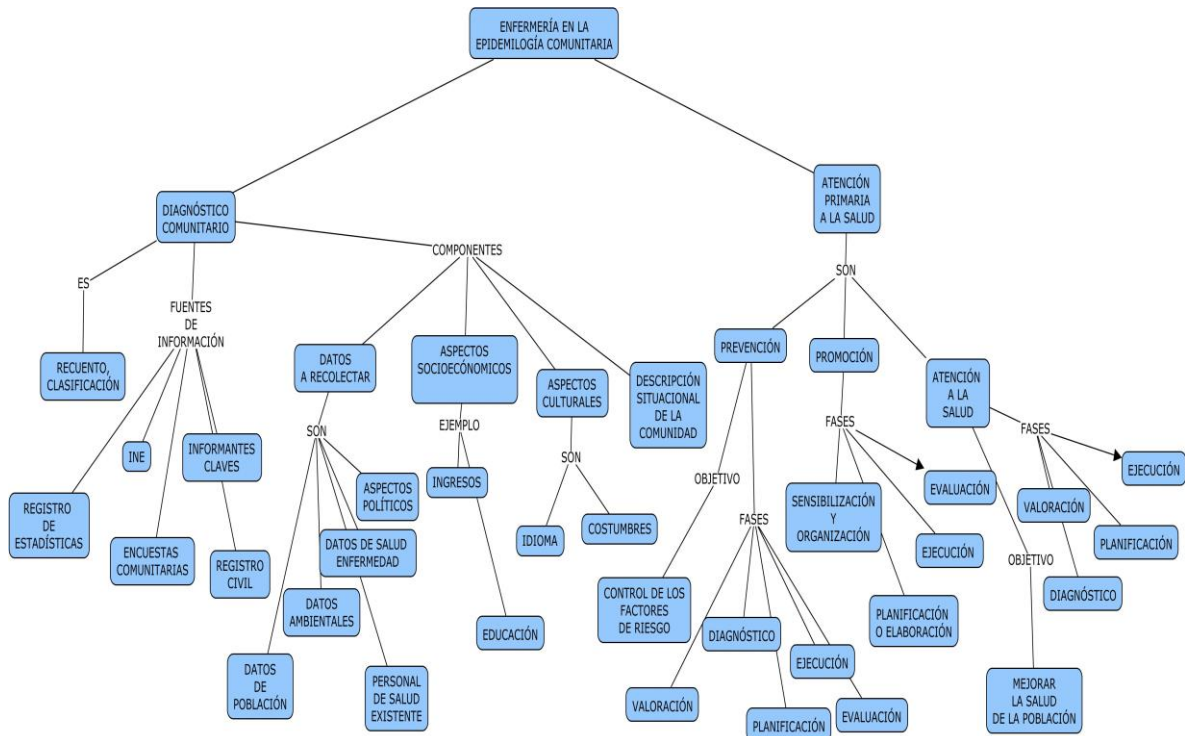 ENFERMERÍA EN LA
EPIDEMILOGÍA COMUNITARIA
DIAGNÓSTICO
COMUNITARIO
ATENCIÓN
PRIMARIA
A LA SALUD
ES
FUENTES
DE
INFORMACIÓN
COMPONENTES
SON
RECUENTO,
CLASIFICACIÓN
DATOS
A RECOLECTAR
ASPECTOS
SOCIOECÓNOMICOS
ASPECTOS
CULTURALES
DESCRIPCIÓN
SITUACIONAL
DE LA
COMUNIDAD
PREVENCIÓN
PROMOCIÓN
ATENCIÓN
A LA
SALUD
REGISTRO
DE
ESTADÍSTICAS
INE
ENCUESTAS
COMUNITARIAS
INFORMANTES
CLAVES
REGISTRO
CIVIL
SON
DATOS
DE
POBLACIÓN
DATOS
AMBIENTALES
DATOS DE SALUD
ENFERMEDAD
ASPECTOS
POLÍTICOS
PERSONAL
DE SALUD
EXISTENTE
EJEMPLO
INGRESOS
EDUCACIÓN
SON
IDIOMA
COSTUMBRES
OBJETIVO
CONTROL DE LOS
FACTORES
DE RIESGO
FASES
VALORACIÓN
DIAGNÓSTICO
PLANIFICACIÓN
EJECUCIÓN
EVALUACIÓN
FASES
SENSIBILIZACIÓN
Y
ORGANIZACIÓN
PLANIFICACIÓN
O ELABORACIÓN
EJECUCIÓN
EVALUACIÓN
OBJETIVO
MEJORAR
LA SALUD
DE LA POBLACIÓN
FASES
VALORACIÓN
DIAGNÓSTICO
PLANIFICACIÓN
EJECUCIÓN